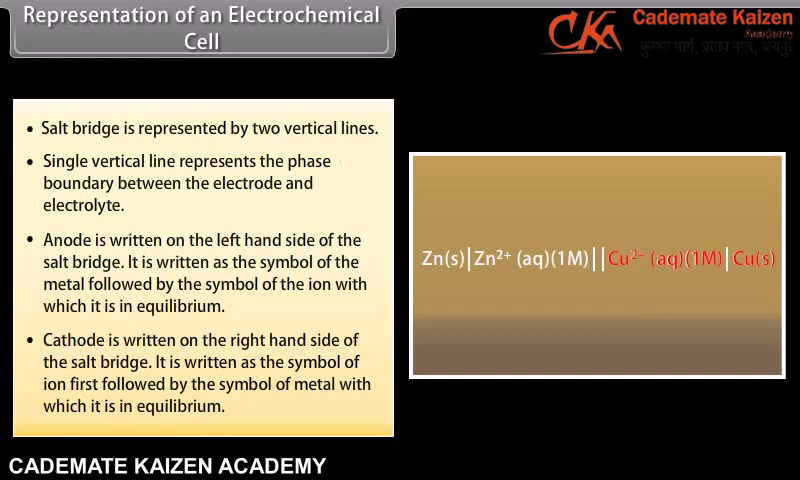 Representation of an Electrochemical
Cell
CKA
Cademate Kaizen
Academy
कुम्भा मार्ग, प्रताप नगर, जयपुर
• Salt bridge is represented by two vertical lines.
• Single vertical line represents the phase
boundary between the electrode and
electrolyte.
• Anode is written on the left hand side of the
salt bridge. It is written as the symbol of the
metal followed by the symbol of the ion with
which it is in equilibrium.
• Cathode is written on the right hand side of
the salt bridge. It is written as the symbol of
ion first followed by the symbol of metal with
which it is in equilibrium.
Zn(s)|Zn²⁺ (aq)(1M)||Cu²⁻ (aq)(1M)|Cu(s)
CADEMATE KAIZEN ACADEMY